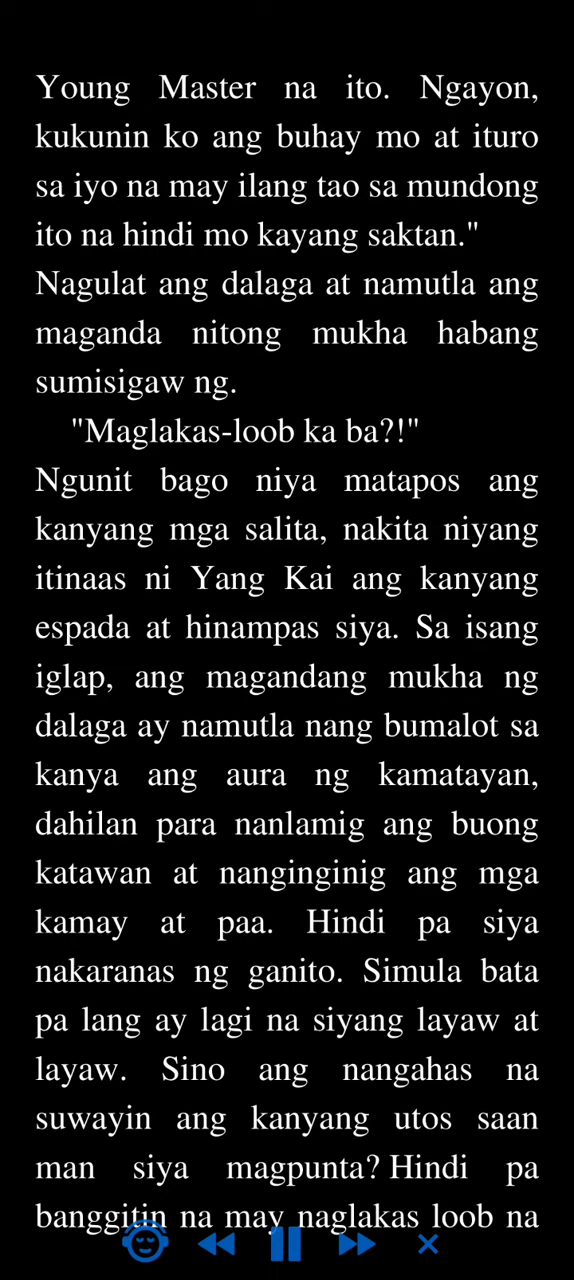 Young Master na ito. Ngayon,
kukunin ko ang buhay mo at ituro
sa iyo na may ilang tao sa mundong
ito na hindi mo kayang saktan."
Nagulat ang dalaga at namutla ang
maganda nitong mukha habang
sumisigaw ng.
"Maglakas-loob ka ba?!"
Ngunit bago niya matapos ang
kanyang mga salita, nakita niyang
itinaas ni Yang Kai ang kanyang
espada at hinampas siya. Sa isang
iglap, ang magandang mukha ng
dalaga ay namutla nang bumalot sa
kanya ang aura ng kamatayan,
dahilan para nanlamig ang buong
katawan at nanginginig ang mga
kamay at paa. Hindi pa siya
nakaranas ng ganito. Simula bata
pa lang ay lagi na siyang layaw at
layaw. Sino ang nangahas na
suwayin ang kanyang utos saan
man siya magpunta? Hindi pa
banggitin na may naglakas loob na